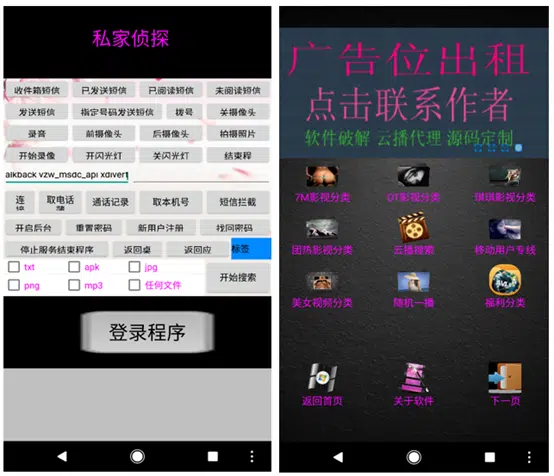 私家侦探
收件箱短信 已发送短信 已阅读短信 未阅读短信
发送短信 指定号码发送短信 拨号 关摄像头
录音 前摄像头 后摄像头 拍摄照片
开始录像 开闪光灯 关闪光灯 结束程
alkback vzw_msdc_api xdivert
连接 取电话簿 通话记录 取本机号 短信拦截
开启后台 重置密码 新用户注册 找回密码
停止服务结束程序 返回桌 返回应 标签
txt apk jpg
png mp3 任何文件
开始搜索
登录程序
广告位出租
点击联系作者
软件破解 云播代理 源码定制
7M影视分类 OT影视分类 琪琪影视分类
团热影视分类 云播搜索 移动用户专线
美女视频分类 随机一播 福利分类
返回首页 关于软件 下一页